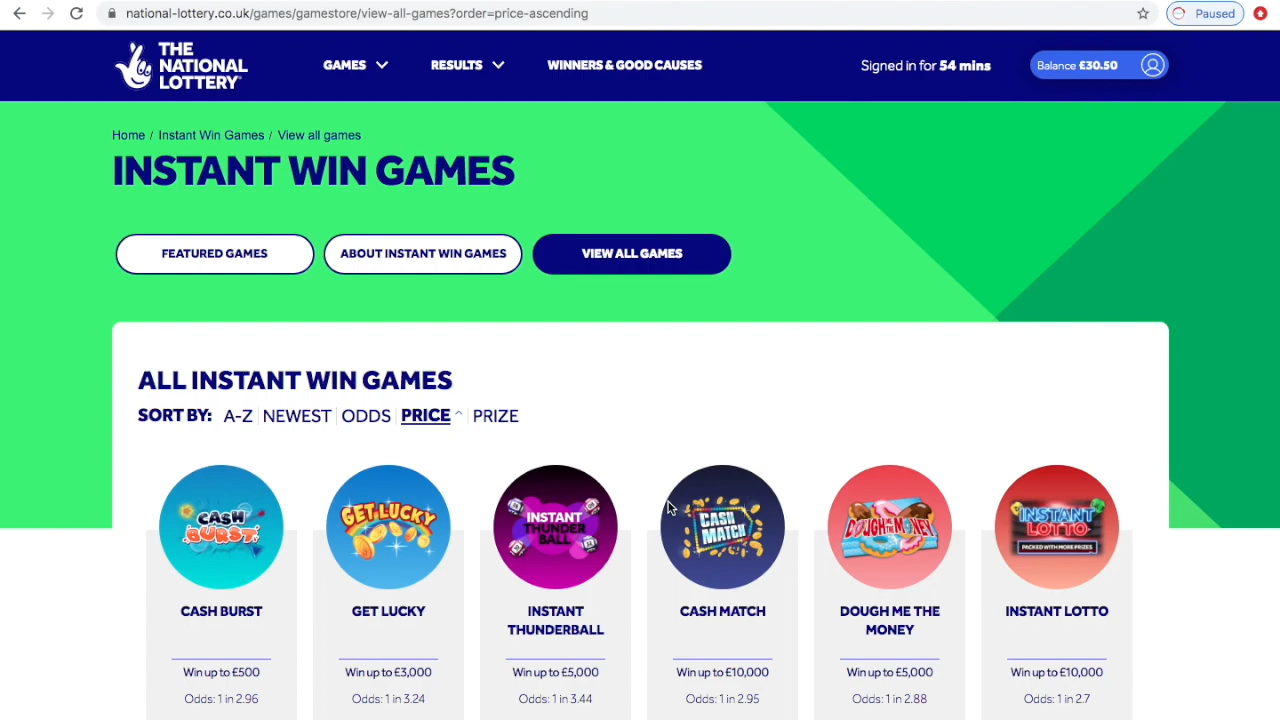 national-lottery.co.uk/games/gamestore/view-all-games?order=price-ascending
Paused
THE
NATIONAL
LOTTERY
GAMES
RESULTS
WINNERS & GOOD CAUSES
Signed in for 54 mins
Balance £30.50
Home / Instant Win Games / View all games
INSTANT WIN GAMES
FEATURED GAMES
ABOUT INSTANT WIN GAMES
VIEW ALL GAMES
ALL INSTANT WIN GAMES
SORT BY: A-Z NEWEST ODDS PRICE ^ PRIZE
CASH
BURST
GET LUCKY
INSTANT
THUNDER
BALL
CASH
MATCH
DOUGH ME THE
MONEY
INSTANT
LOTTO
PACKED WITH MORE PRIZES
CASH BURST
GET LUCKY
INSTANT
THUNDERBALL
CASH MATCH
DOUGH ME THE
MONEY
INSTANT LOTTO
Win up to £500
Win up to £3,000
Win up to £5,000
Win up to £10,000
Win up to £5,000
Win up to £10,000
Odds: 1 in 2.96
Odds: 1 in 3.24
Odds: 1 in 3.44
Odds: 1 in 2.95
Odds: 1 in 2.88
Odds: 1 in 2.7